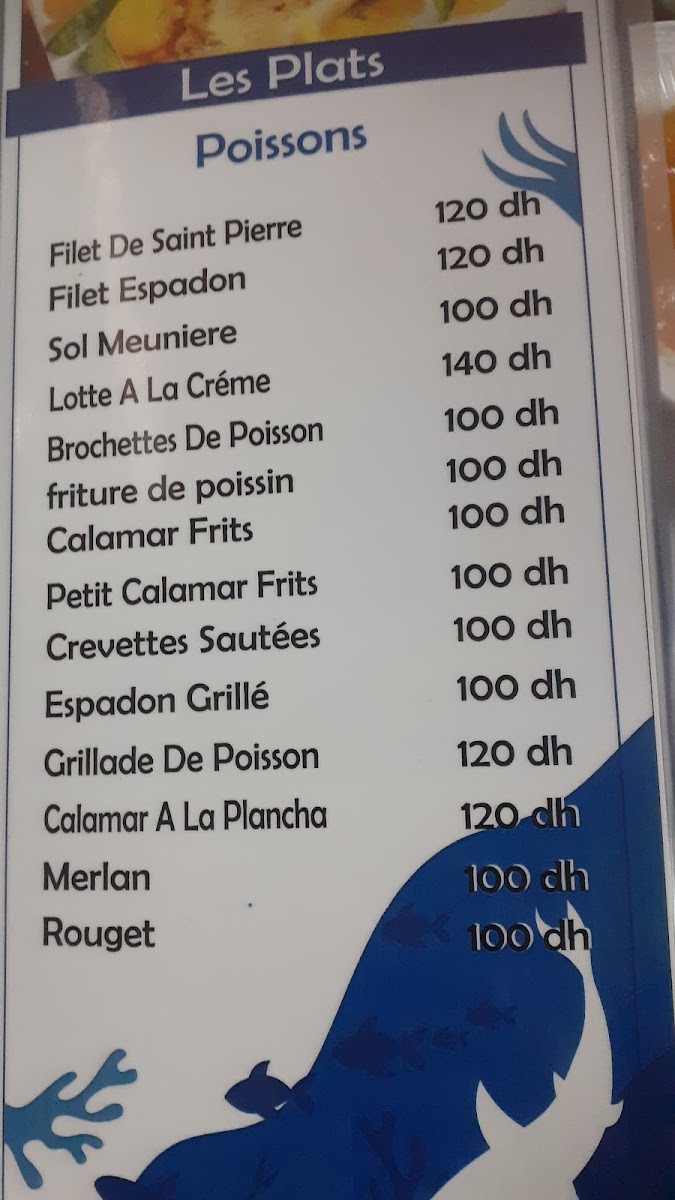 Les Plats
Poissons
Filet De Saint Pierre 120 dh
Filet Espadon 120 dh
Sol Meuniere 100 dh
Lotte A La Créme 140 dh
Brochettes De Poisson 100 dh
friture de poissin 100 dh
Calamar Frits 100 dh
Petit Calamar Frits 100 dh
Crevettes Sautées 100 dh
Espadon Grillé 100 dh
Grillade De Poisson 120 dh
Calamar A La Plancha 120 dh
Merlan 100 dh
Rouget 100 dh